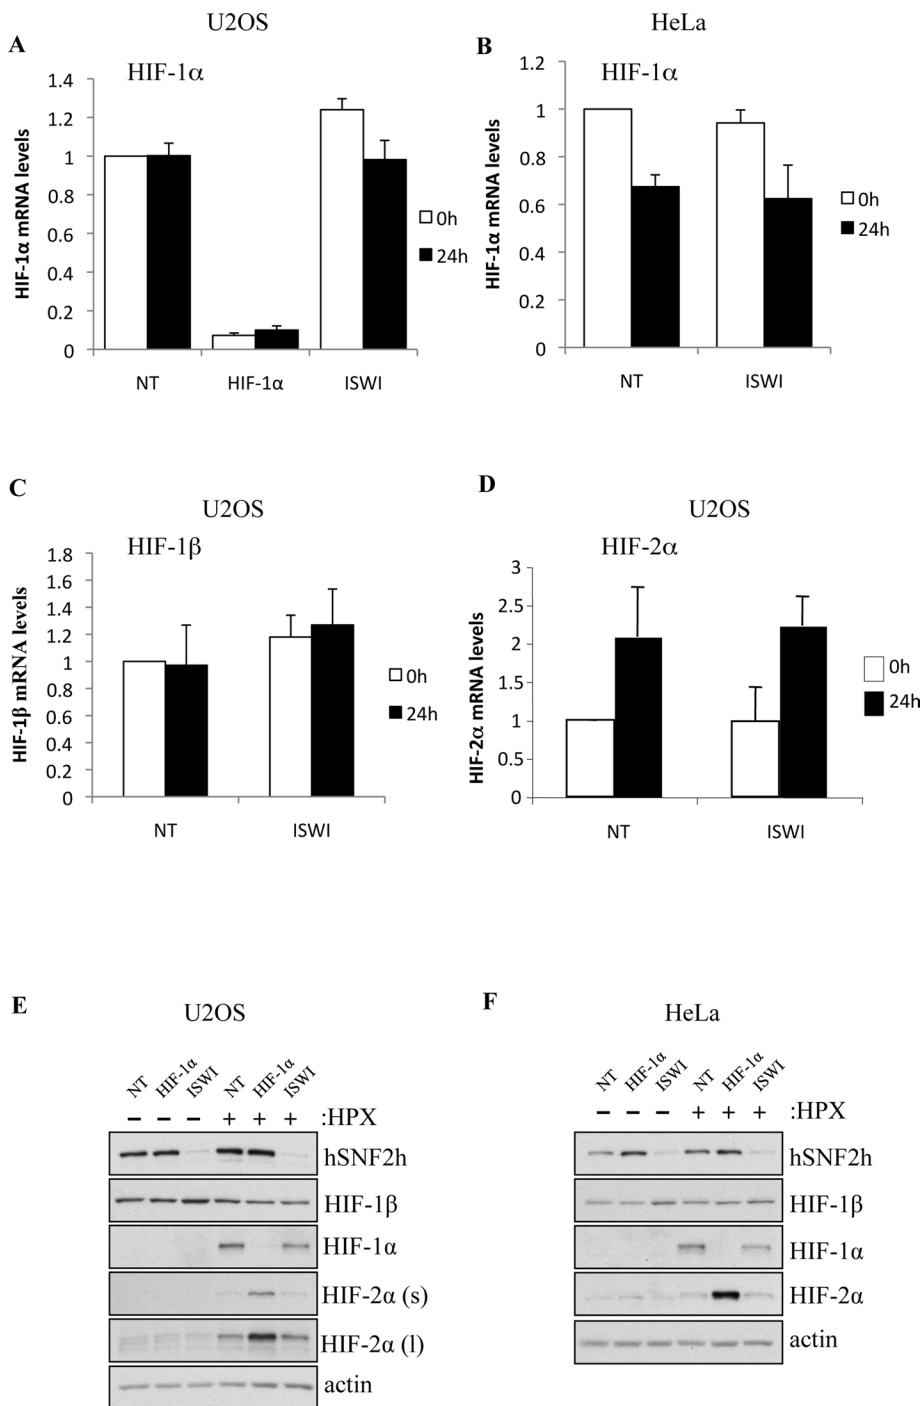 U2OS
A
HIF-1α
HIF-1α mRNA levels
1.4
1.2
1
0.8
0.6
0.4
0.2
0
NT
HIF-1α
ISWI
0h
24h
HeLa
B
HIF-1α
HIF-1α mRNA levels
1.2
1
0.8
0.6
0.4
0.2
0
NT
ISWI
0h
24h
C
U2OS
HIF-1β
HIF-1β mRNA levels
1.8
1.6
1.4
1.2
1
0.8
0.6
0.4
0.2
0
NT
ISWI
0h
24h
D
U2OS
HIF-2α
HIF-2α mRNA levels
3
2.5
2
1.5
1
0.5
0
NT
ISWI
0h
24h
E
U2OS
NT HIF-1α ISWI NT HIF-1α ISWI
– – – + + + :HPX
hSNF2h
HIF-1β
HIF-1α
HIF-2α (s)
HIF-2α (l)
actin
F
HeLa
NT HIF-1α ISWI NT HIF-1α ISWI
– – – + + + :HPX
hSNF2h
HIF-1β
HIF-1α
HIF-2α
actin